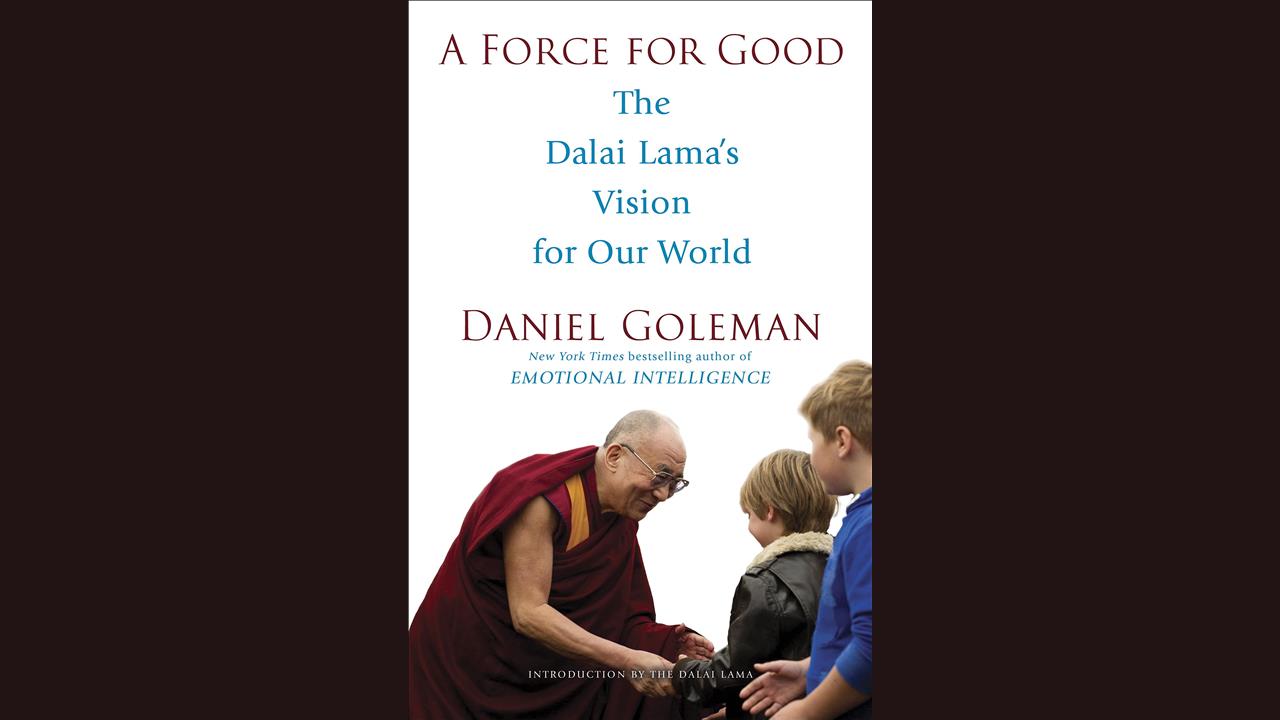 A Force for Good
The
Dalai Lama's
Vision
for Our World
Daniel Goleman
New York Times bestselling author of
EMOTIONAL INTELLIGENCE
INTRODUCTION BY THE DALAI LAMA